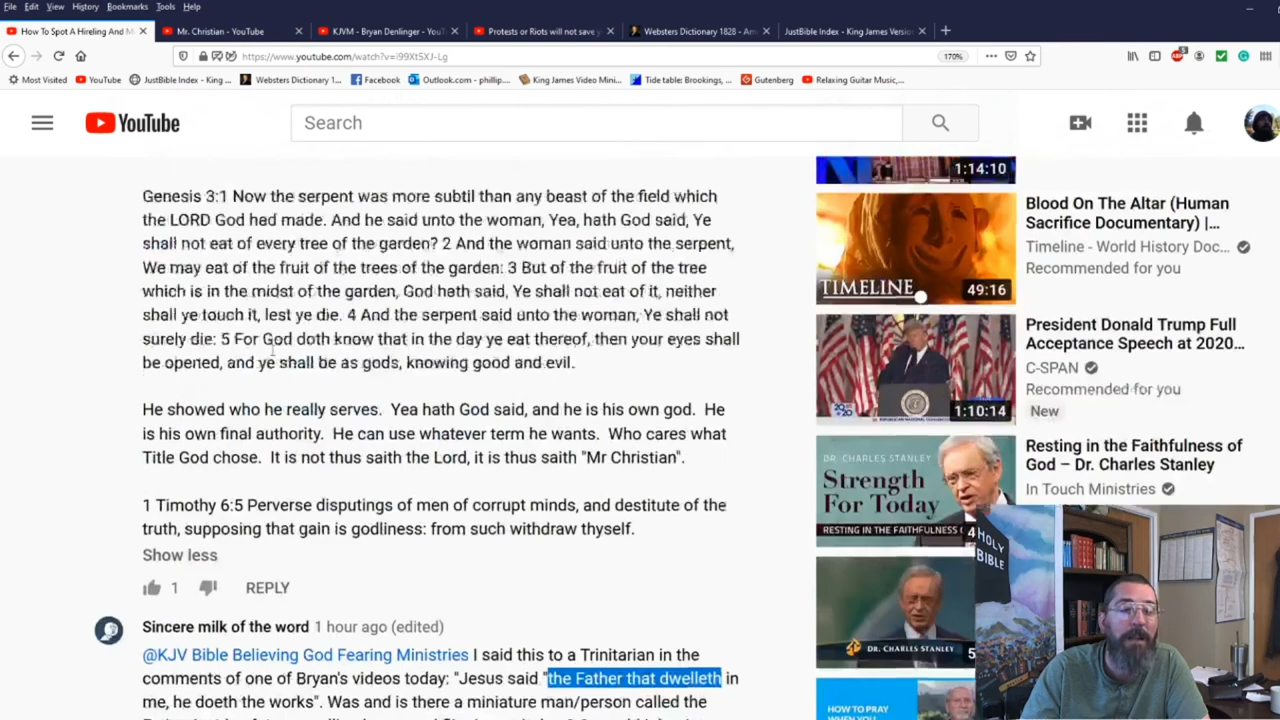 File Edit View History Bookmarks Tools Help
How To Spot A Hireling And M
Mr. Christian - YouTube
KJVM - Bryan Denlinger - YouTu
Protests or Riots will not save y
Websters Dictionary 1828 - Am
JustBible Index - King James Versio
https://www.youtube.com/watch?v=i99Xt5XJ-Lg
170%
Most Visited YouTube JustBible Index - King ... Websters Dictionary 1... Facebook Outlook.com - phillip... King James Video Mini... Tide table: Brookings, ... Gutenberg Relaxing Guitar Music,...
YouTube
Search
Genesis 3:1 Now the serpent was more subtil than any beast of the field which
the LORD God had made. And he said unto the woman, Yea, hath God said, Ye
shall not eat of every tree of the garden? 2 And the woman said unto the serpent,
We may eat of the fruit of the trees of the garden: 3 But of the fruit of the tree
which is in the midst of the garden, God hath said, Ye shall not eat of it, neither
shall ye touch it, lest ye die. 4 And the serpent said unto the woman, Ye shall not
surely die: 5 For God doth know that in the day ye eat thereof, then your eyes shall
be opened, and ye shall be as gods, knowing good and evil.
He showed who he really serves. Yea hath God said, and he is his own god. He
is his own final authority. He can use whatever term he wants. Who cares what
Title God chose. It is not thus saith the Lord, it is thus saith "Mr Christian".
1 Timothy 6:5 Perverse disputings of men of corrupt minds, and destitute of the
truth, supposing that gain is godliness: from such withdraw thyself.
Show less
1 REPLY
Sincere milk of the word 1 hour ago (edited)
@KJV Bible Believing God Fearing Ministries I said this to a Trinitarian in the
comments of one of Bryan's videos today: "Jesus said "the Father that dwelleth in
me, he doeth the works". Was and is there a miniature man/person called the
1:14:10
TIMELINE
49:16
Blood On The Altar (Human
Sacrifice Documentary) |...
Timeline - World History Doc...
Recommended for you
2020
1:10:14
President Donald Trump Full
Acceptance Speech at 2020...
C-SPAN
Recommended for you
New
DR. CHARLES STANLEY
Strength
For Today
RESTING IN THE FAITHFULNESS
4
Resting in the Faithfulness of
God – Dr. Charles Stanley
In Touch Ministries
DR. CHARLES STANLEY
5
HOW TO PRAY
WHEN YOU
HOLY
BIBLE